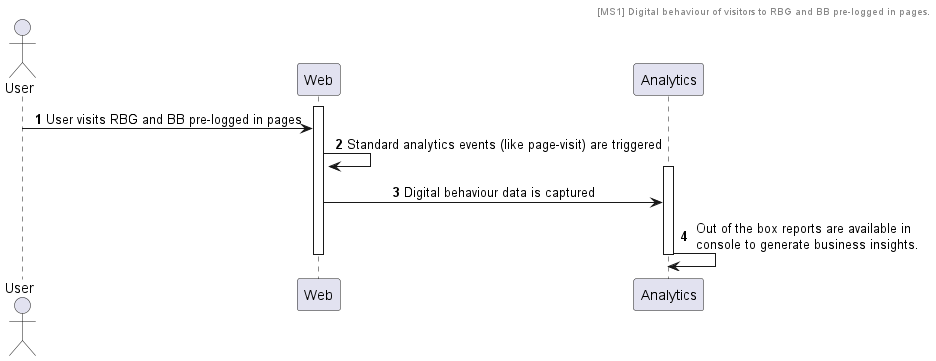 [MS1] Digital behaviour of visitors to RBG and BB pre-logged in pages.
User
Web
Analytics
1 User visits RBG and BB pre-logged in pages
2 Standard analytics events (like page-visit) are triggered
3 Digital behaviour data is captured
4 Out of the box reports are available in
console to generate business insights.
User
Web
Analytics